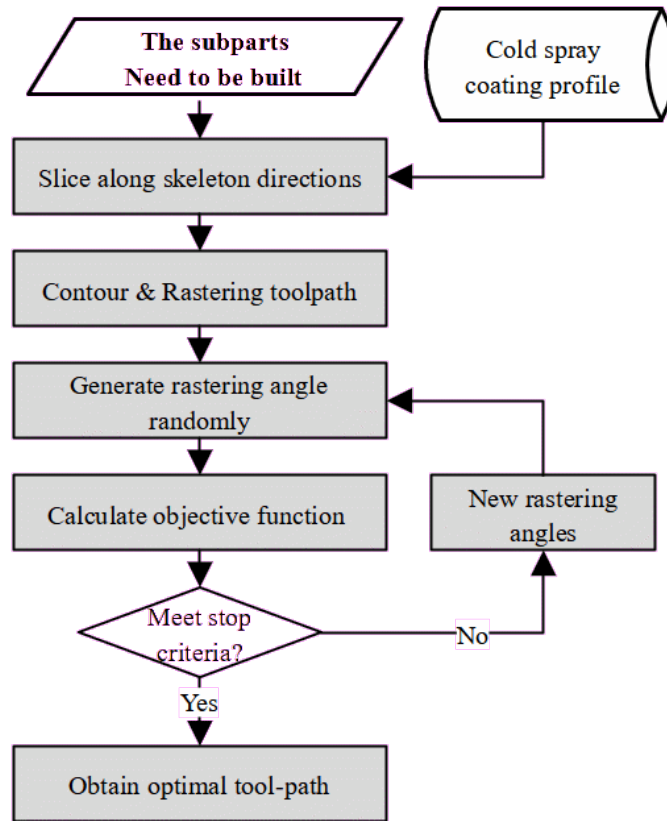 The subparts
Need to be built
Cold spray
coating profile
Slice along skeleton directions
Contour & Rastering toolpath
Generate rastering angle
randomly
Calculate objective function
New rastering
angles
Meet stop
criteria?
No
Yes
Obtain optimal tool-path